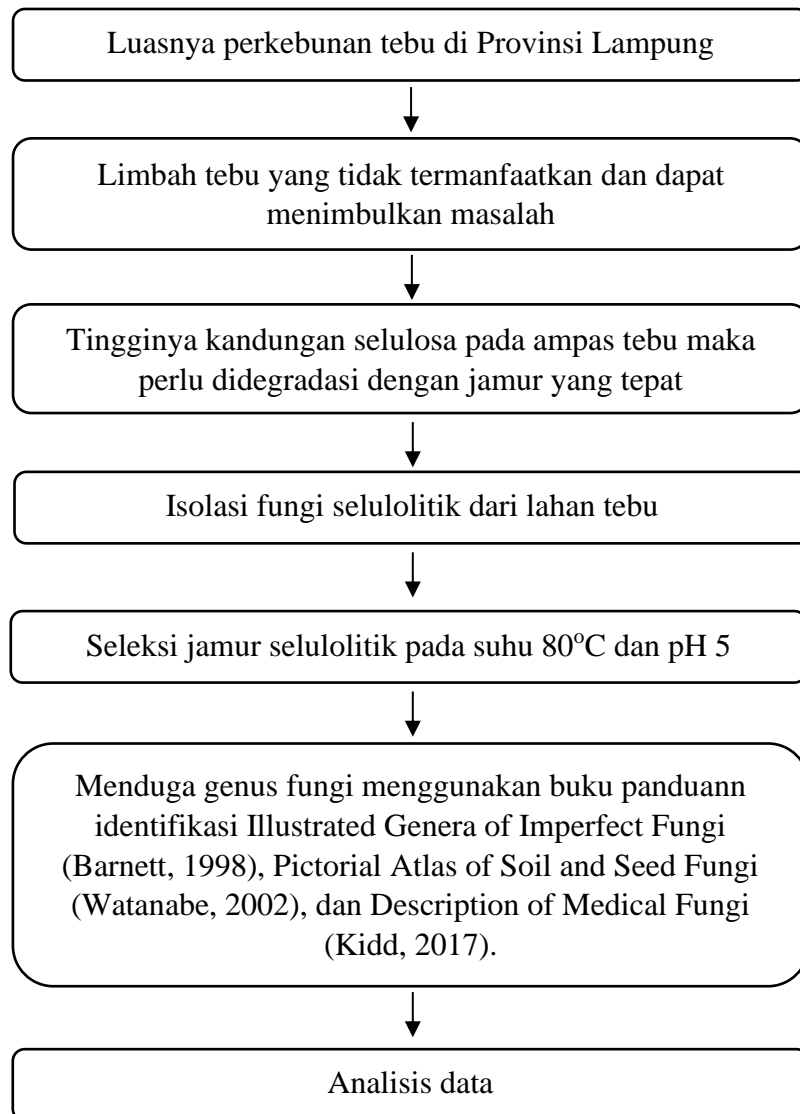 Luasnya perkebunan tebu di Provinsi Lampung
Limbah tebu yang tidak termanfaatkan dan dapat
menimbulkan masalah
Tingginya kandungan selulosa pada ampas tebu maka
perlu didegradasi dengan jamur yang tepat
Isolasi fungi selulolitik dari lahan tebu
Seleksi jamur selulolitik pada suhu 80°C dan pH 5
Menduga genus fungi menggunakan buku panduann
identifikasi Illustrated Genera of Imperfect Fungi
(Barnett, 1998), Pictorial Atlas of Soil and Seed Fungi
(Watanabe, 2002), dan Description of Medical Fungi
(Kidd, 2017).
Analisis data